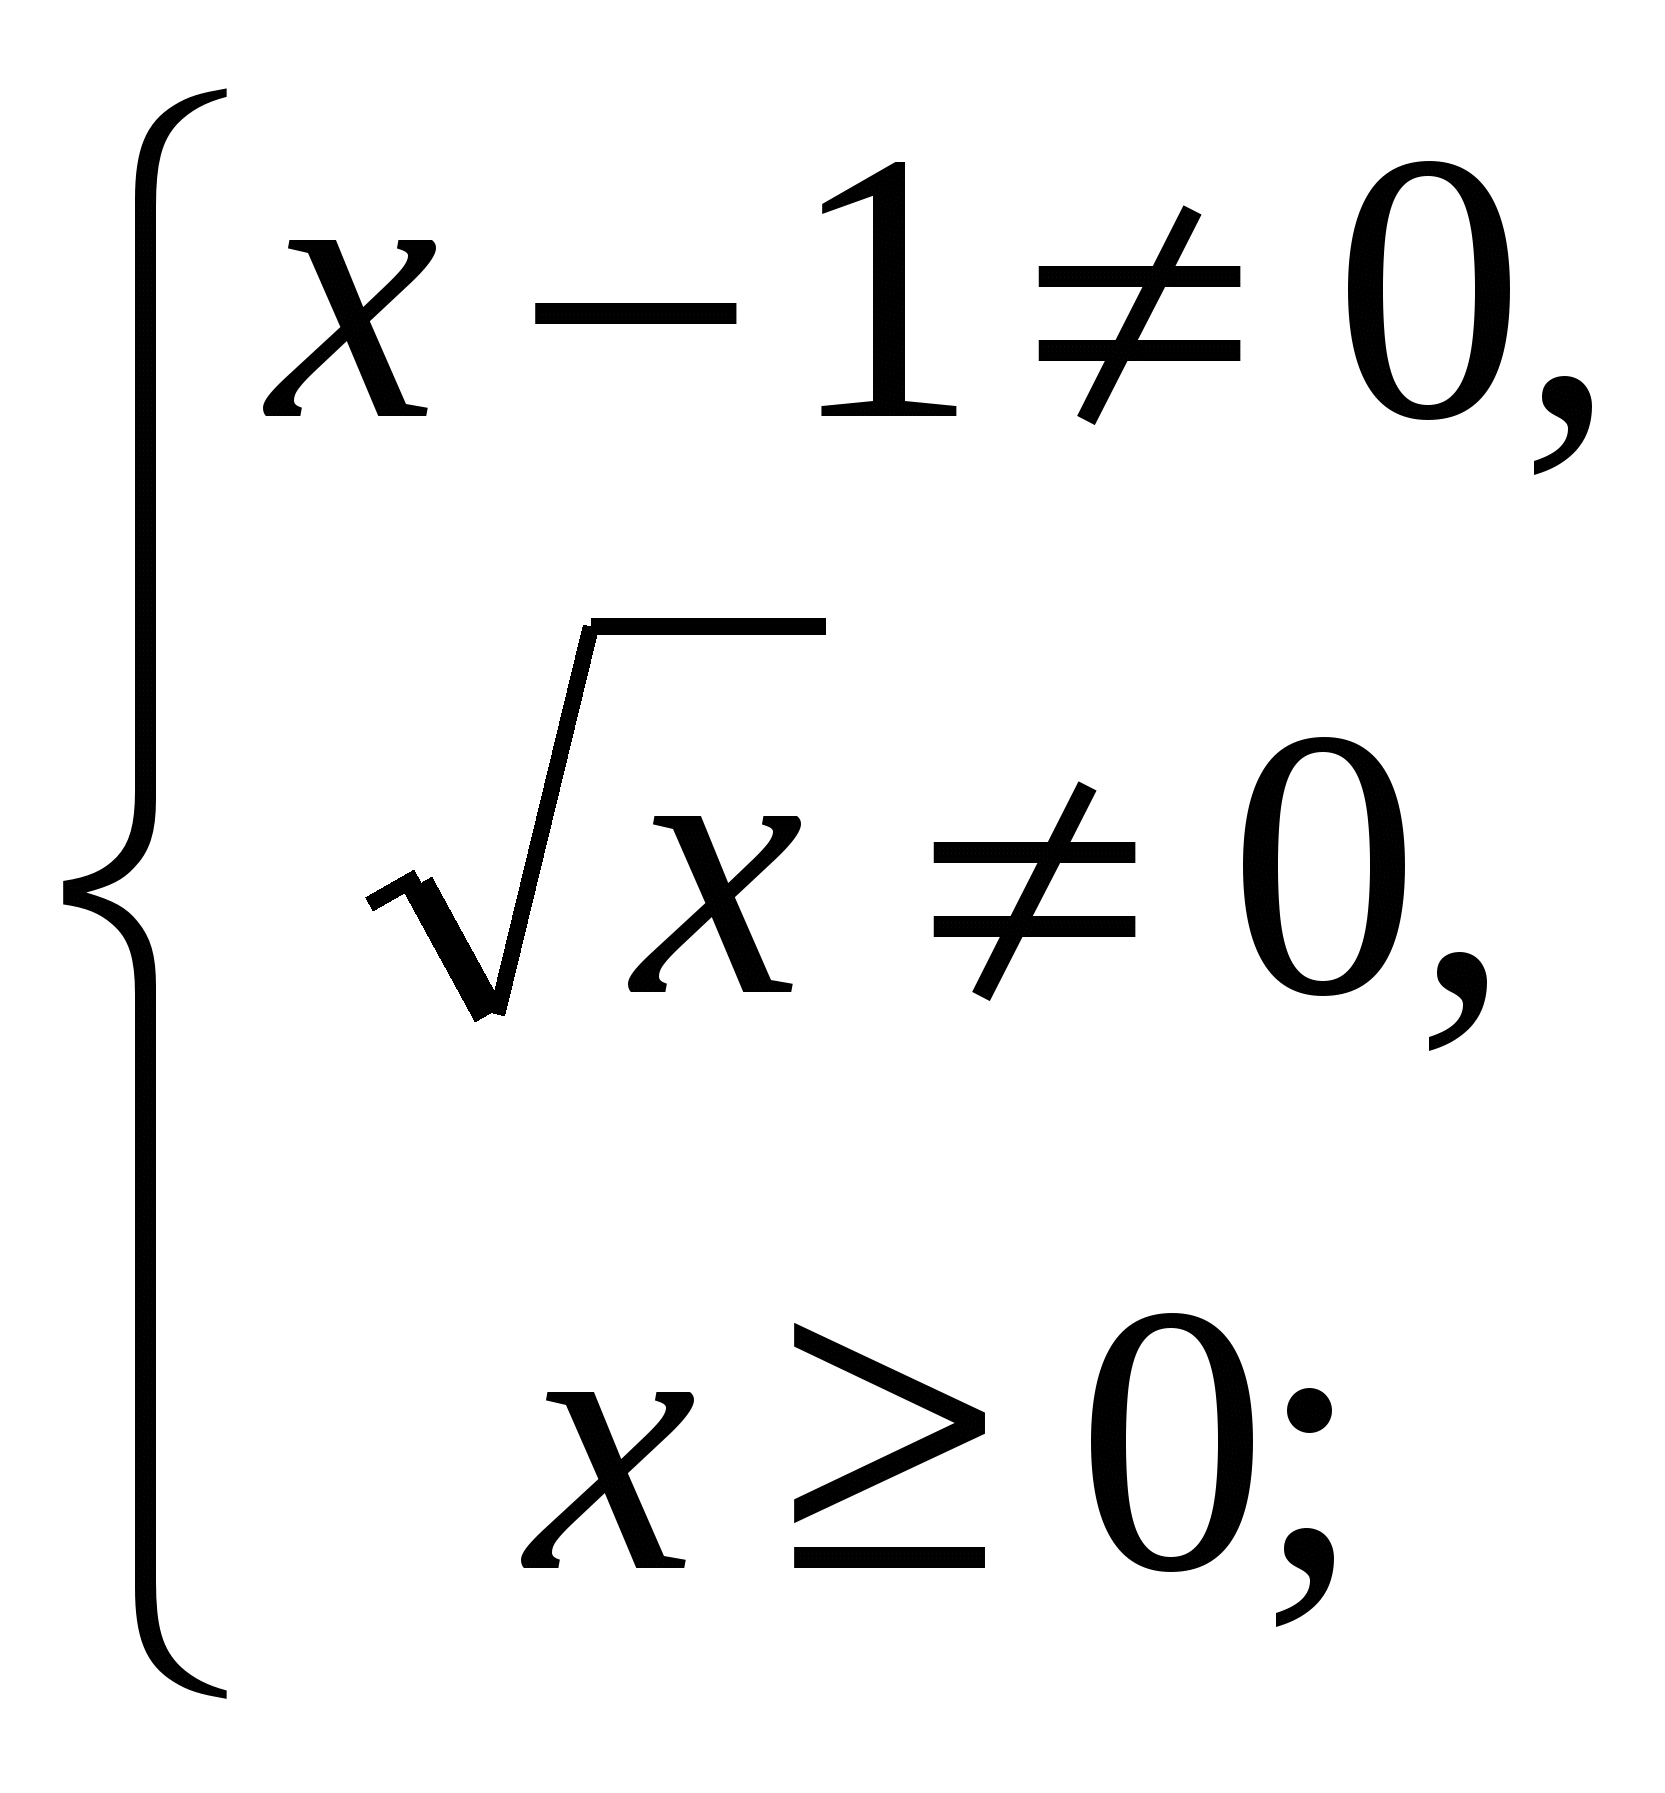 x − 1 ≠ 0,
√x ≠ 0,
x ≥ 0;